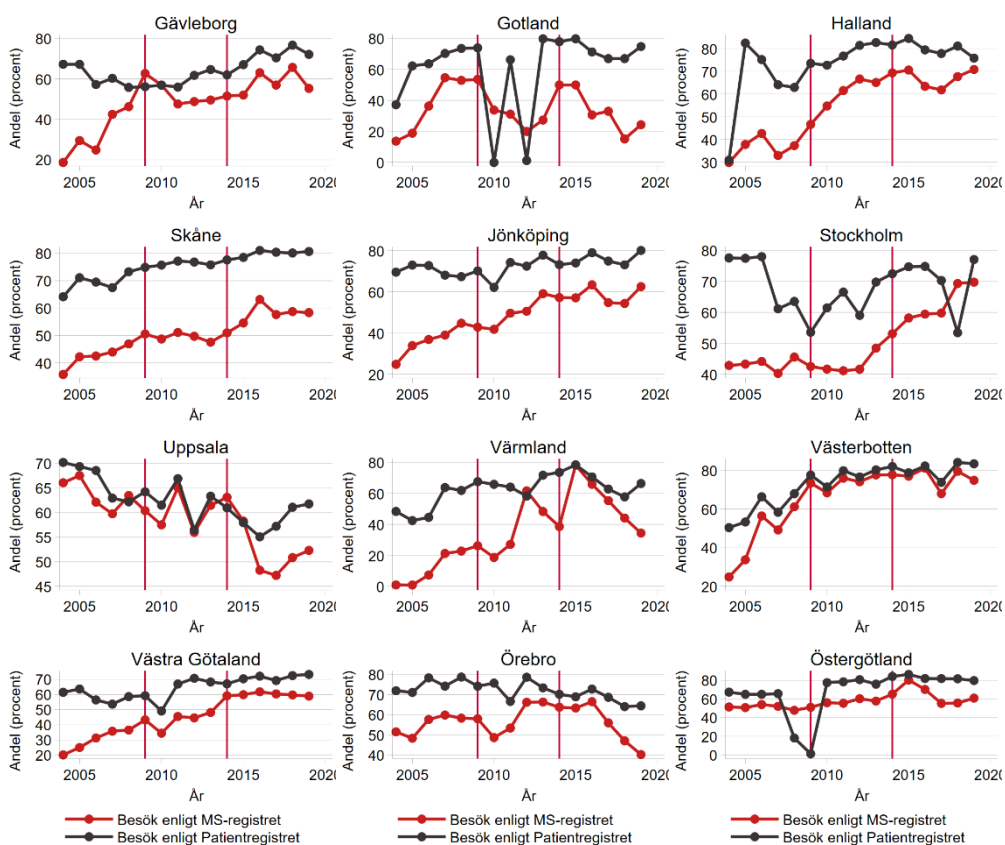 Gävleborg
Andel (procent)
80
60
40
20
2005 2010 2015 2020
År
Gotland
Andel (procent)
80
60
40
20
0
2005 2010 2015 2020
År
Halland
Andel (procent)
80
70
60
50
40
30
2005 2010 2015 2020
År
Skåne
Andel (procent)
80
70
60
50
40
2005 2010 2015 2020
År
Jönköping
Andel (procent)
80
60
40
20
2005 2010 2015 2020
År
Stockholm
Andel (procent)
80
70
60
50
40
2005 2010 2015 2020
År
Uppsala
Andel (procent)
70
65
60
55
50
45
2005 2010 2015 2020
År
Värmland
Andel (procent)
80
60
40
20
0
2005 2010 2015 2020
År
Västerbotten
Andel (procent)
80
60
40
20
2005 2010 2015 2020
År
Västra Götaland
Andel (procent)
70
60
50
40
30
20
2005 2010 2015 2020
År
Besök enligt MS-registret
Besök enligt Patientregistret
Örebro
Andel (procent)
80
70
60
50
40
2005 2010 2015 2020
År
Besök enligt MS-registret
Besök enligt Patientregistret
Östergötland
Andel (procent)
80
60
40
20
0
2005 2010 2015 2020
År
Besök enligt MS-registret
Besök enligt Patientregistret